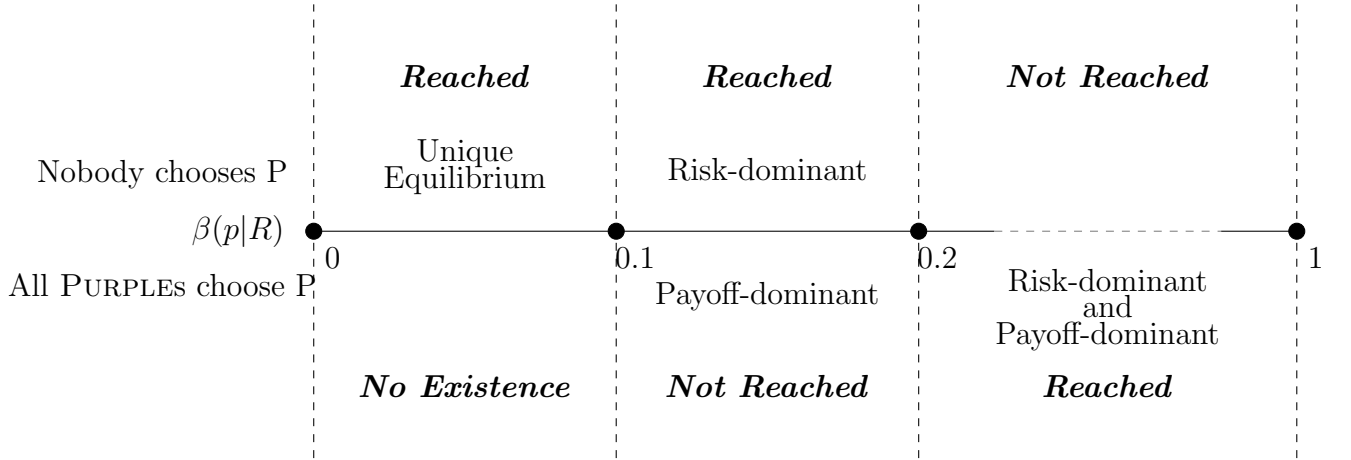 Reached Reached Not Reached
Unique
Equilibrium
Nobody chooses P
Risk-dominant
β(p|R)
0 0.1 0.2 1
All PURPLEs choose P
Payoff-dominant
Risk-dominant
and
Payoff-dominant
No Existence Not Reached Reached